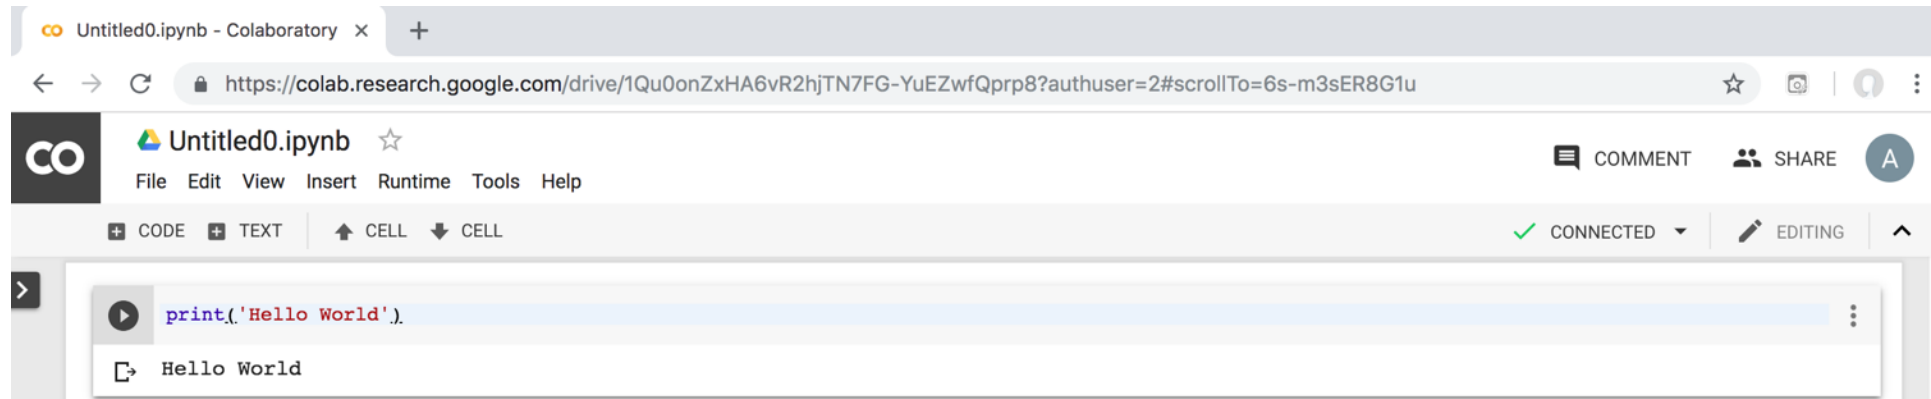 CO Untitled0.ipynb - Colaboratory × +
https://colab.research.google.com/drive/1Qu0onZxHA6vR2hjTN7FG-YuEZwfQprp8?authuser=2#scrollTo=6s-m3sER8G1u
CO
Untitled0.ipynb
COMMENT SHARE A
File Edit View Insert Runtime Tools Help
CODE TEXT CELL CELL CONNECTED EDITING
print('Hello World')
Hello World